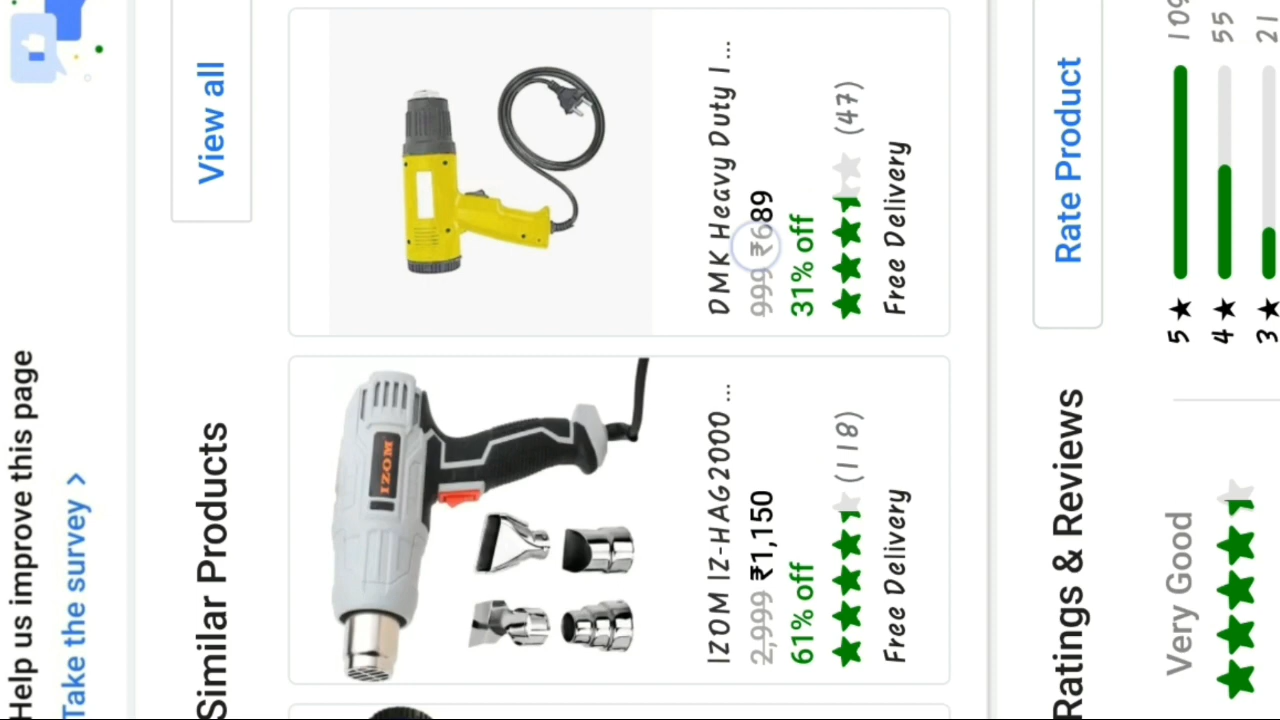 Help us improve this page
Take the survey >
Similar Products
View all
IZOM
IZOM IZ-HAG2000 ...
2,999 ₹1,150
61% off
(118)
Free Delivery
DMK Heavy Duty I...
999 ₹689
31% off
(47)
Free Delivery
Ratings & Reviews
Rate Product
Very Good
5 ★
4 ★ 55
3 ★ 21